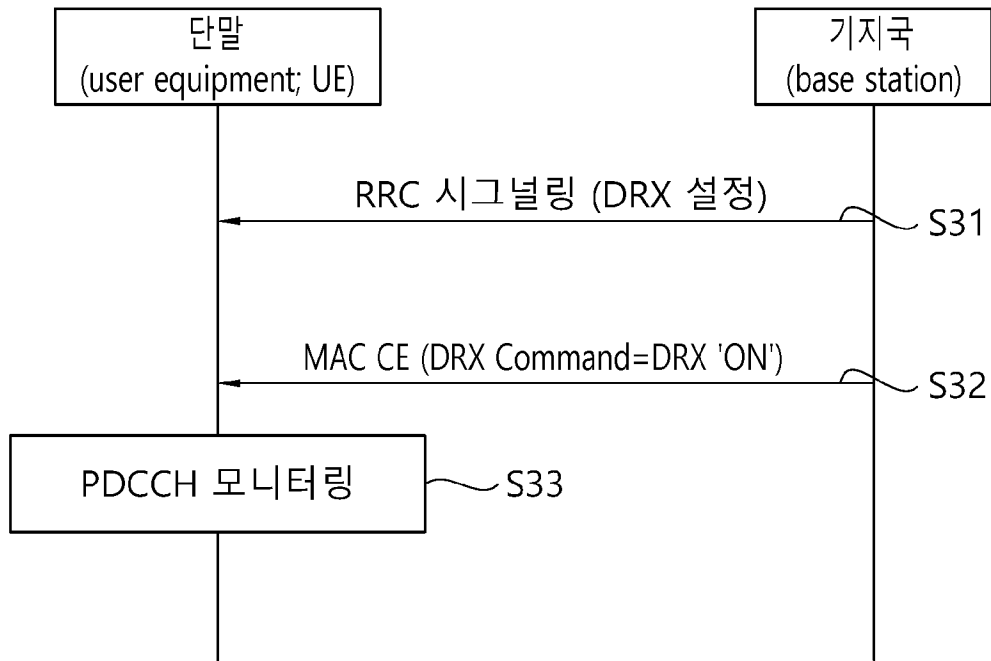 단말
(user equipment; UE)
기지국
(base station)
RRC 시그널링 (DRX 설정)
S31
MAC CE (DRX Command=DRX 'ON')
S32
PDCCH 모니터링
S33